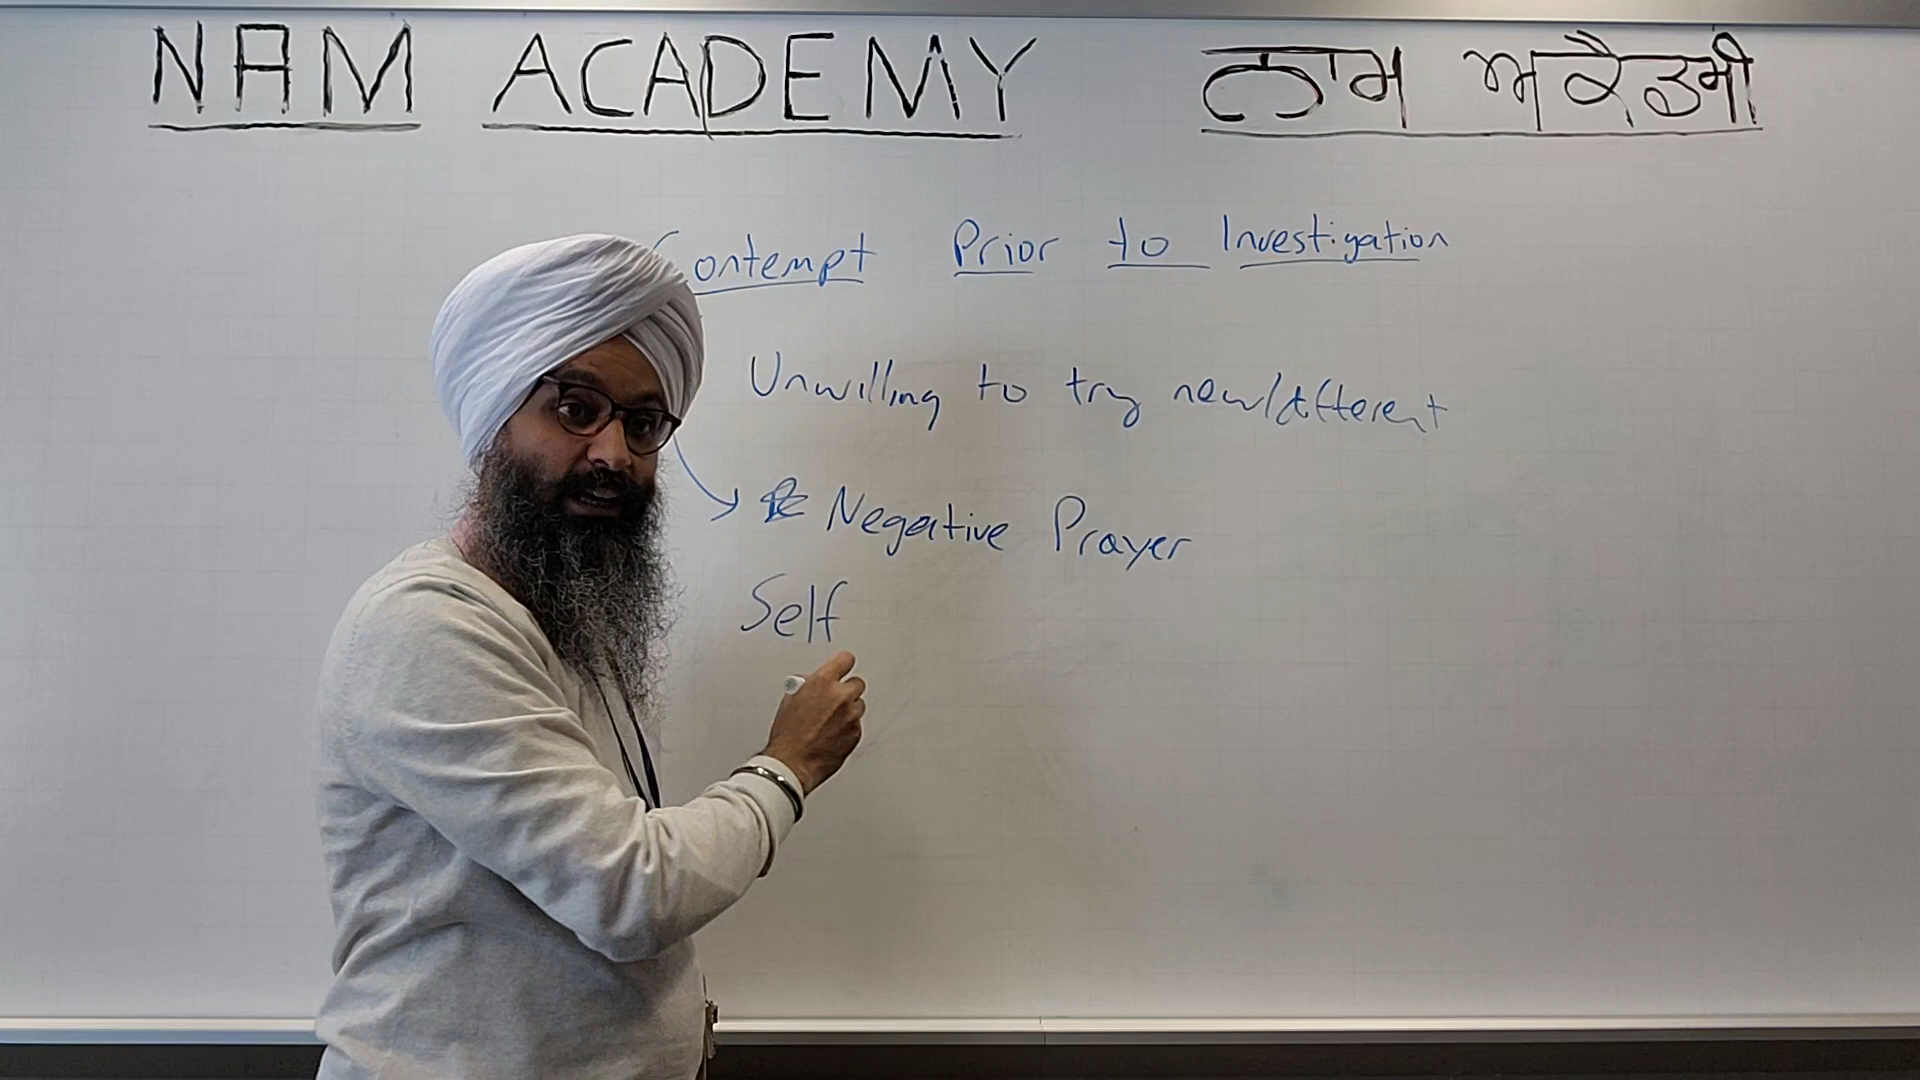 NAM ACADEMY ਨਾਮ ਅਕੈਡਮੀ
Contempt Prior to Investigation
Unwilling to try new/different
Negative Prayer
Self